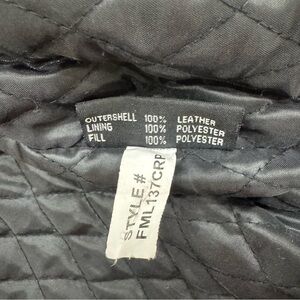 OUTERSHELL 100% LEATHER
LINING 100% POLYESTER
FILL 100% POLYESTER
STYLE #
FML137CRP